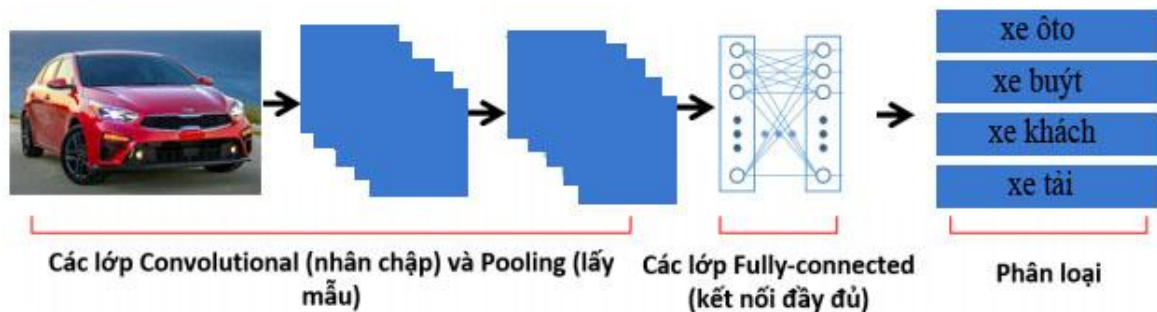 xe ôto
xe buýt
xe khách
xe tải
Các lớp Convolutional (nhân chập) và Pooling (lấy
mẫu)
Các lớp Fully-connected
(kết nối đầy đủ)
Phân loại